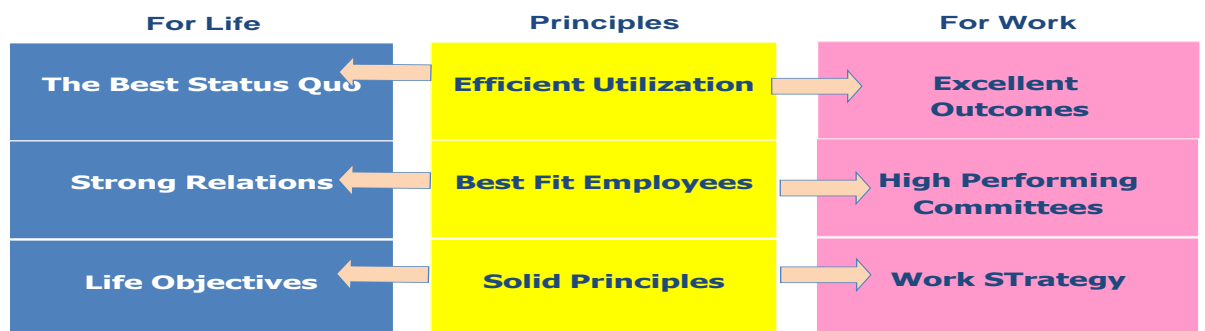 For Life
Principles
For Work
The Best Status Quo
Efficient Utilization
Excellent
Outcomes
Strong Relations
Best Fit Employees
High Performing
Committees
Life Objectives
Solid Principles
Work STrategy